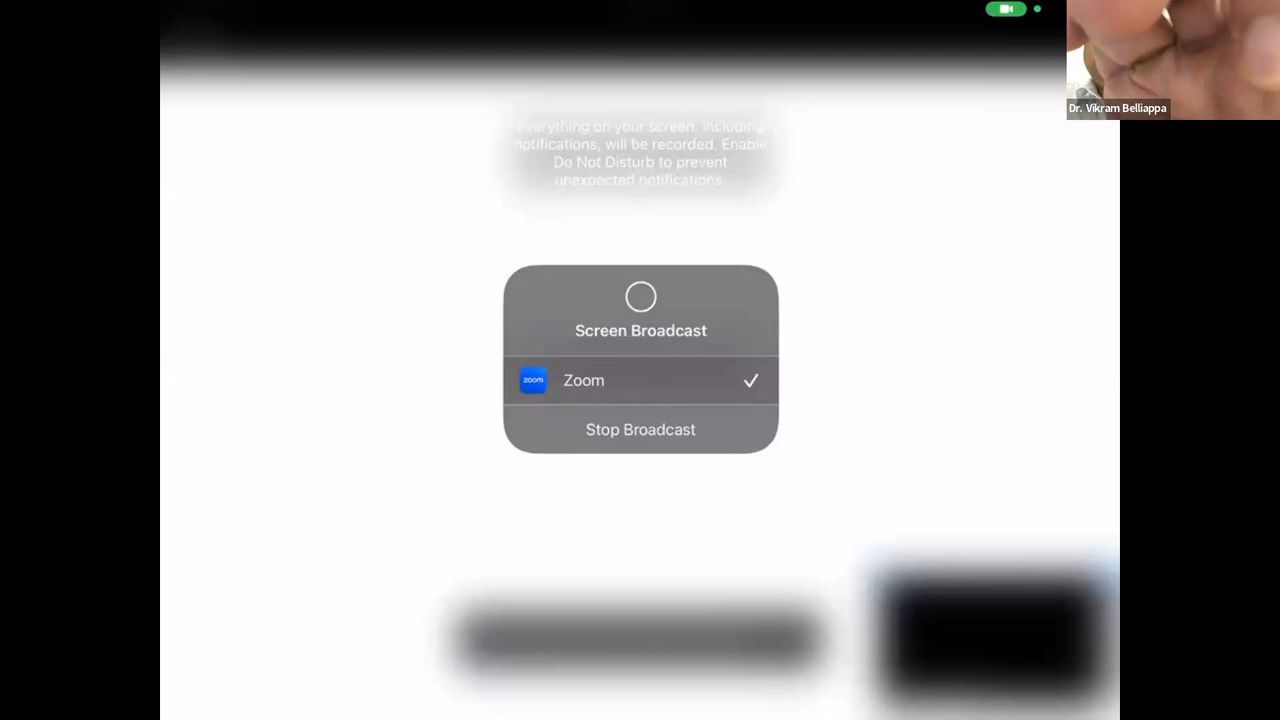 Everything on your screen, including
notifications, will be recorded. Enable
Do Not Disturb to prevent
unexpected notifications.
Screen Broadcast
zoom
Zoom
Stop Broadcast
Dr. Vikram Belliappa